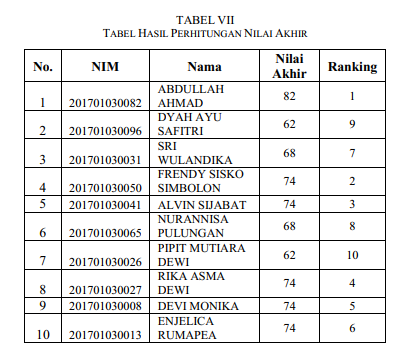 TABEL VII
TABEL HASIL PERHITUNGAN NILAI AKHIR
No. NIM Nama Nilai Akhir Ranking
1 201701030082 ABDULLAH AHMAD 82 1
2 201701030096 DYAH AYU SAFITRI 62 9
3 201701030031 SRI WULANDIKA 68 7
4 201701030050 FRENDY SISKO SIMBOLON 74 2
5 201701030041 ALVIN SIJABAT 74 3
6 201701030065 NURANNISA PULUNGAN 68 8
7 201701030026 PIPIT MUTIARA DEWI 62 10
8 201701030027 RIKA ASMA DEWI 74 4
9 201701030008 DEVI MONIKA 74 5
10 201701030013 ENJELICA RUMAPEA 74 6